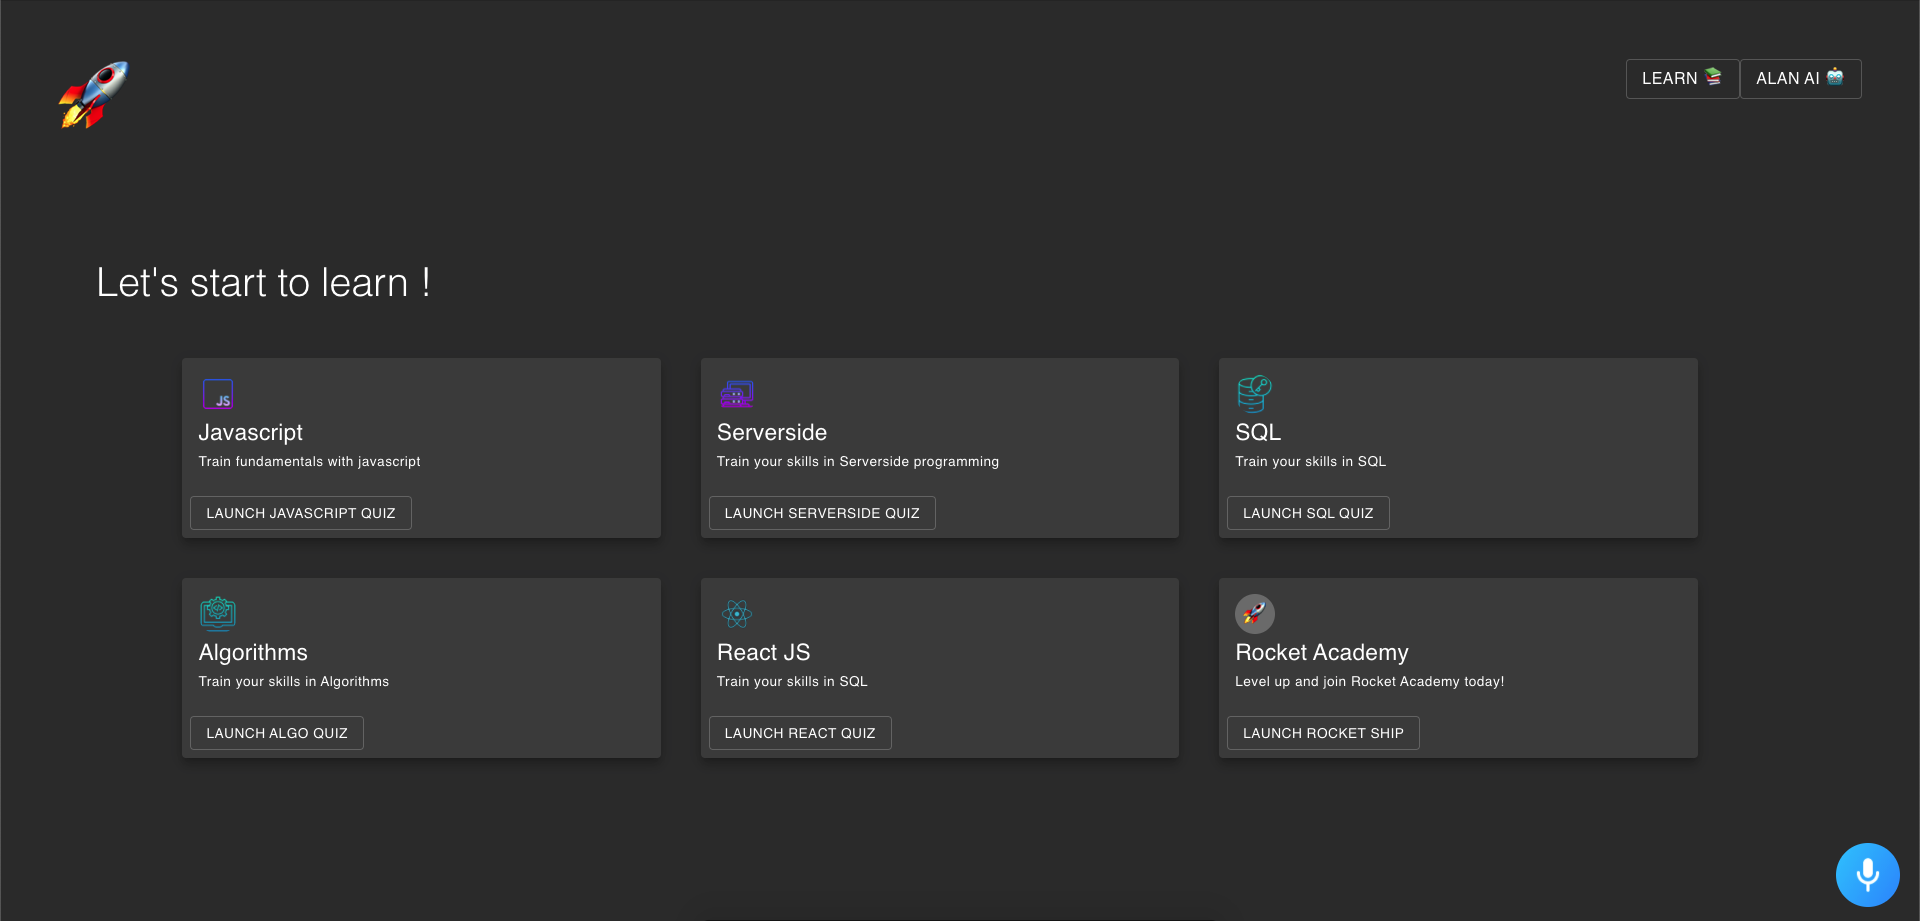 LEARN 📚
ALAN AI 🤖
Let's start to learn !
JS
Javascript
Train fundamentals with javascript
LAUNCH JAVASCRIPT QUIZ
Serverside
Train your skills in Serverside programming
LAUNCH SERVERSIDE QUIZ
SQL
Train your skills in SQL
LAUNCH SQL QUIZ
Algorithms
Train your skills in Algorithms
LAUNCH ALGO QUIZ
React JS
Train your skills in SQL
LAUNCH REACT QUIZ
Rocket Academy
Level up and join Rocket Academy today!
LAUNCH ROCKET SHIP